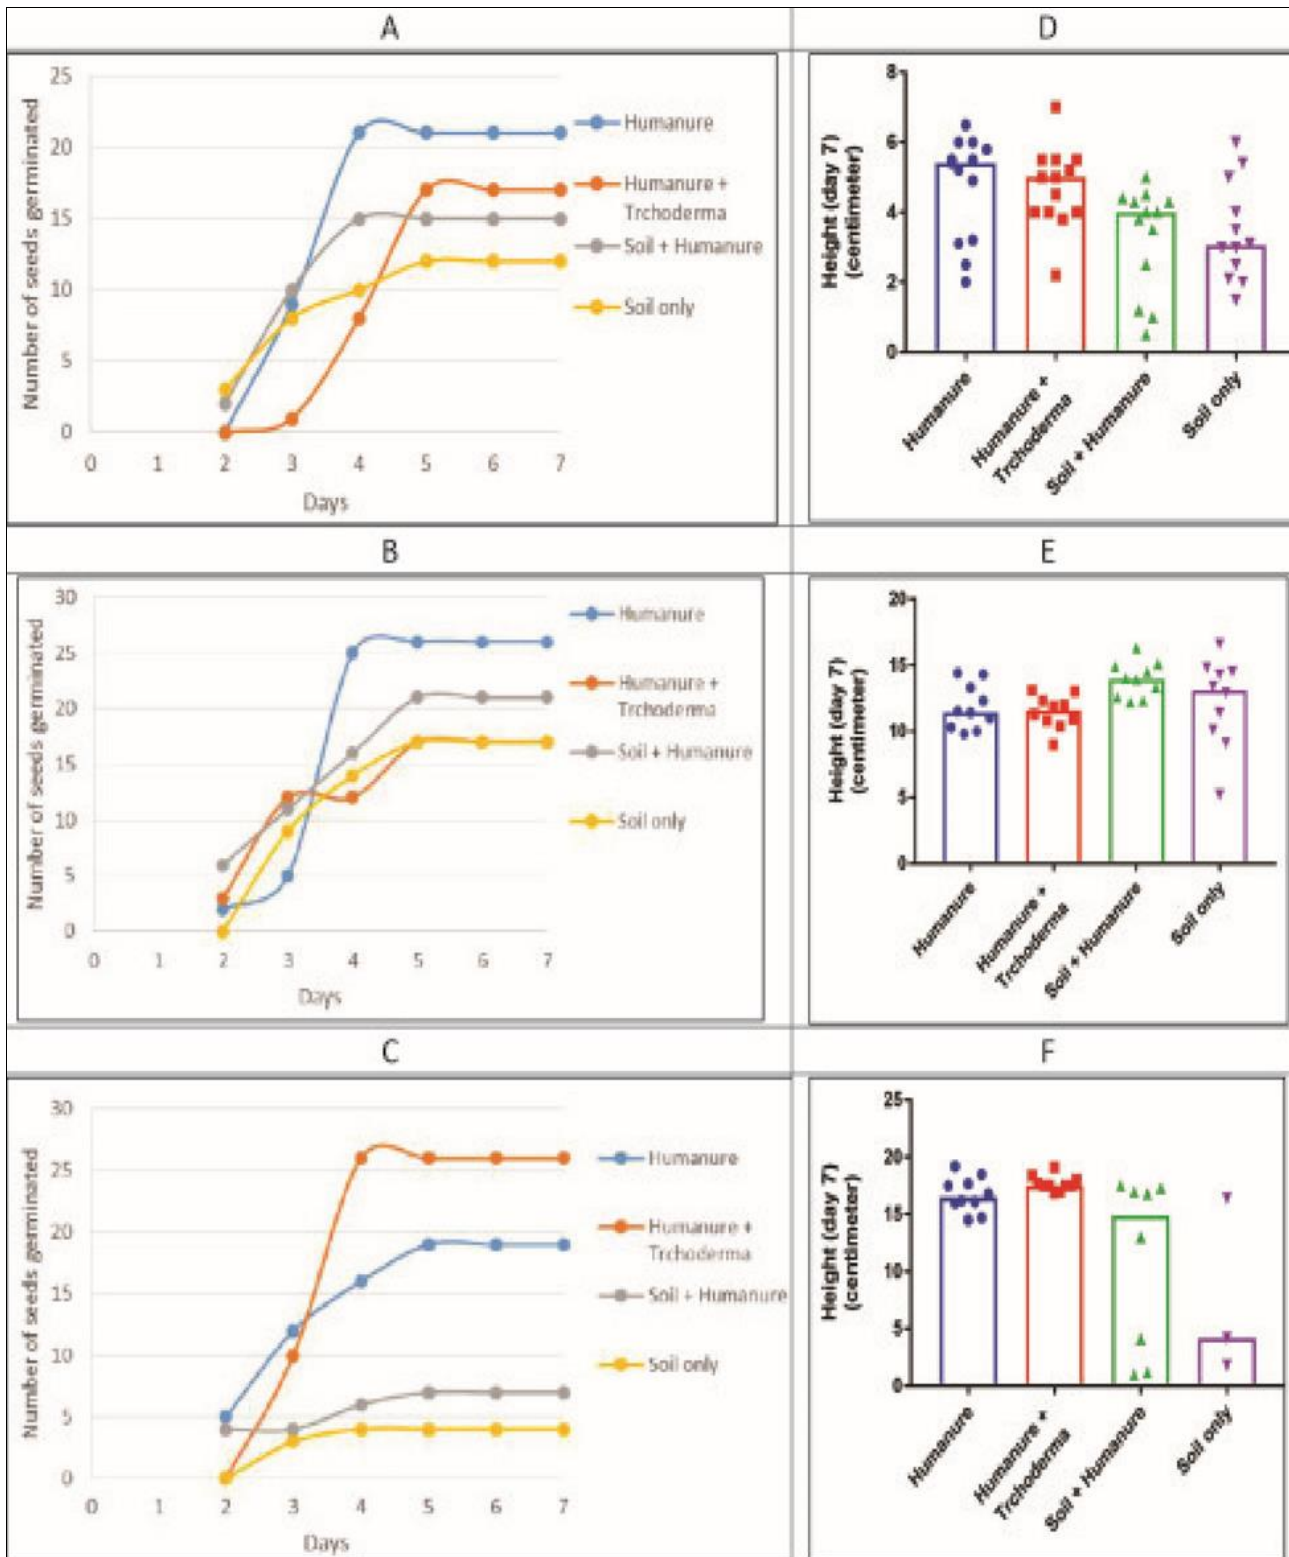 A
D
25
20
15
10
5
0
0 1 2 3 4 5 6 7
Number of seeds germinated
Days
Humanure
Humanure +
Trchoderma
Soil + Humanure
Soil only
8
6
4
2
0
Height (day 7)
(centimeter)
Humanure
Humanure +
Trchoderma
Soil + Humanure
Soil only
B
E
30
25
20
15
10
5
0
0 1 2 3 4 5 6 7
Number of seeds germinated
Days
Humanure
Humanure +
Trchoderma
Soil + Humanure
Soil only
20
15
10
5
0
Height (day 7)
(centimeter)
Humanure
Humanure +
Trchoderma
Soil + Humanure
Soil only
C
F
30
25
20
15
10
5
0
0 1 2 3 4 5 6 7
Number of seeds germinated
Days
Humanure
Humanure +
Trchoderma
Soil + Humanure
Soil only
25
20
15
10
5
0
Height (day 7)
(centimeter)
Humanure
Humanure +
Trchoderma
Soil + Humanure
Soil only